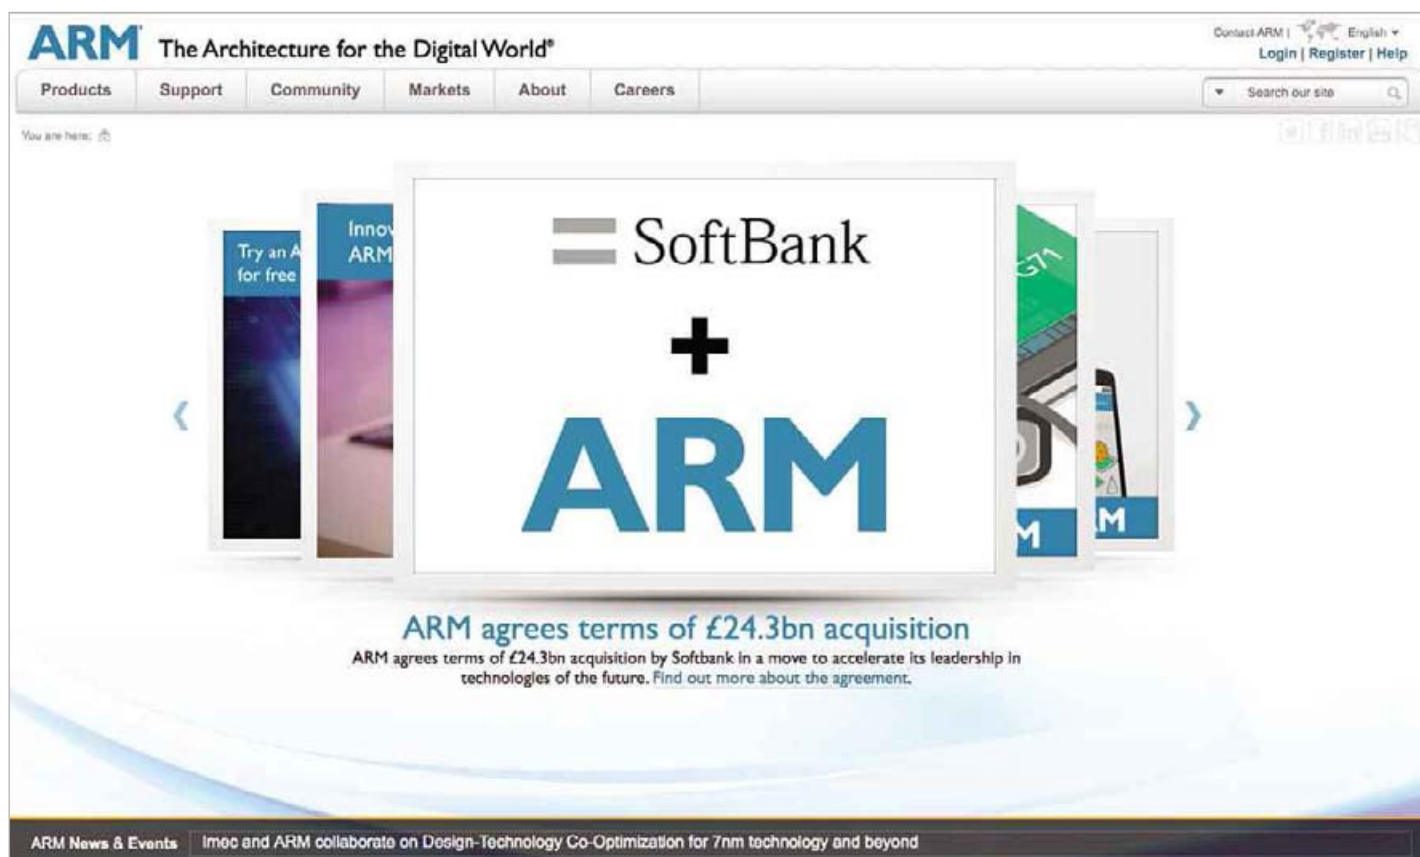 ARM The Architecture for the Digital World®
Contact ARM | English
Login | Register | Help
Products Support Community Markets About Careers
Search our site
You are here:
Try an A
for free
Innov
ARM
SoftBank
+
ARM
G71
M
M
ARM agrees terms of £24.3bn acquisition
ARM agrees terms of £24.3bn acquisition by Softbank in a move to accelerate its leadership in
technologies of the future. Find out more about the agreement.
ARM News & Events Imec and ARM collaborate on Design-Technology Co-Optimization for 7nm technology and beyond